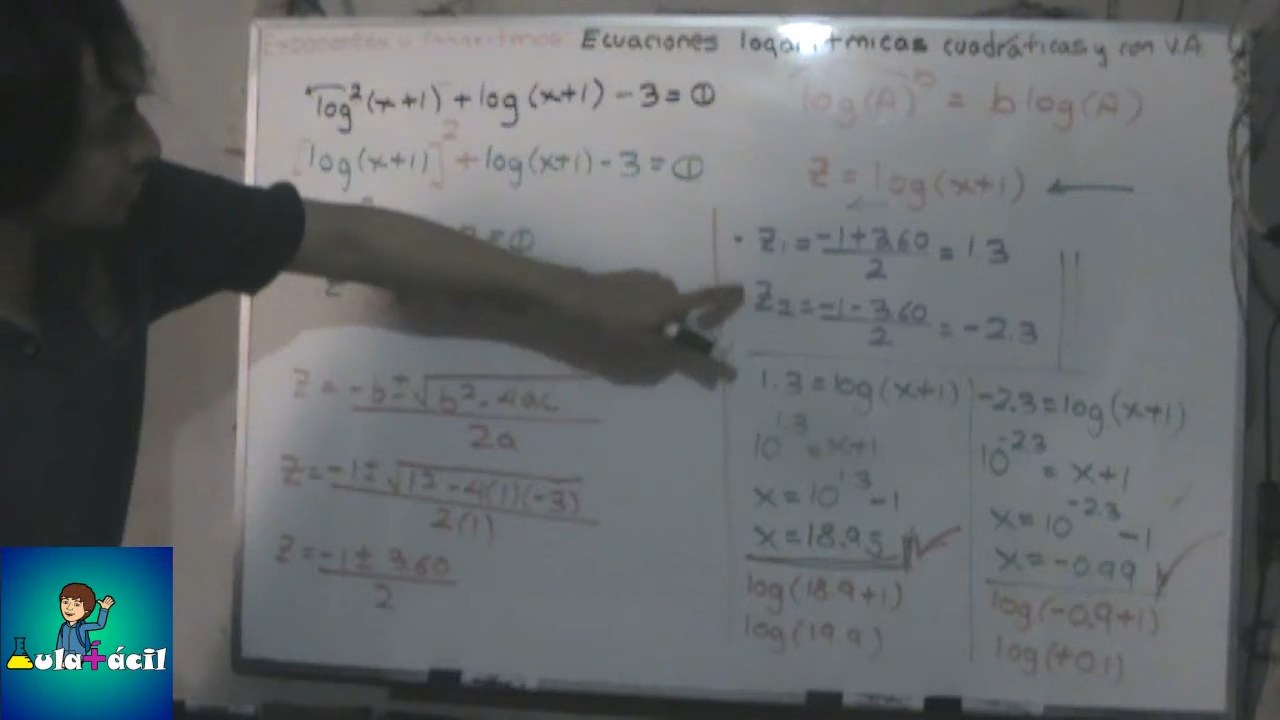 Exponentes a logaritmos Ecuaciones logarítmicas cuadráticas y con V.A
log²(x+1) + log(x+1) - 3 = 0
[log(x+1)]² + log(x+1) - 3 = 0
= 0
z
z = -b ± √b² - 4ac
2a
z = -1 ± √1² - 4(1)(-3)
2(1)
z = -1 ± 3.60
2
log(A)ᵇ = b log(A)
z = log(x+1)
• z₁ = -1 + 3.60 = 1.3
2
z₂ = -1 - 3.60 = -2.3
2
1.3 = log(x+1)
10^1.3 = x+1
x = 10^1.3 - 1
x = 18.95
log(18.9+1)
log(19.9)
-2.3 = log(x+1)
10^-2.3 = x+1
x = 10^-2.3 - 1
x = -0.99
log(-0.9+1)
log(+0.1)
Aula+ácil